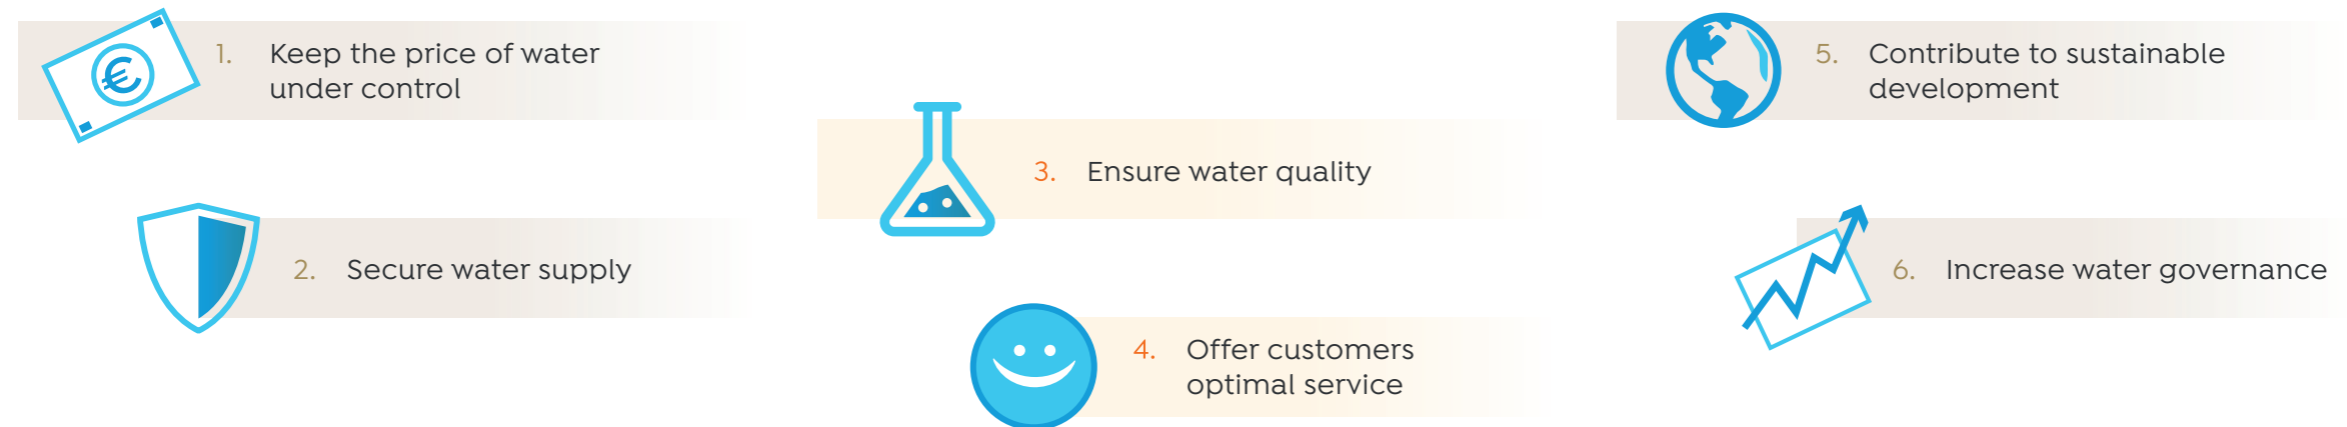 1. Keep the price of water
under control
2. Secure water supply
3. Ensure water quality
4. Offer customers
optimal service
5. Contribute to sustainable
development
6. Increase water governance